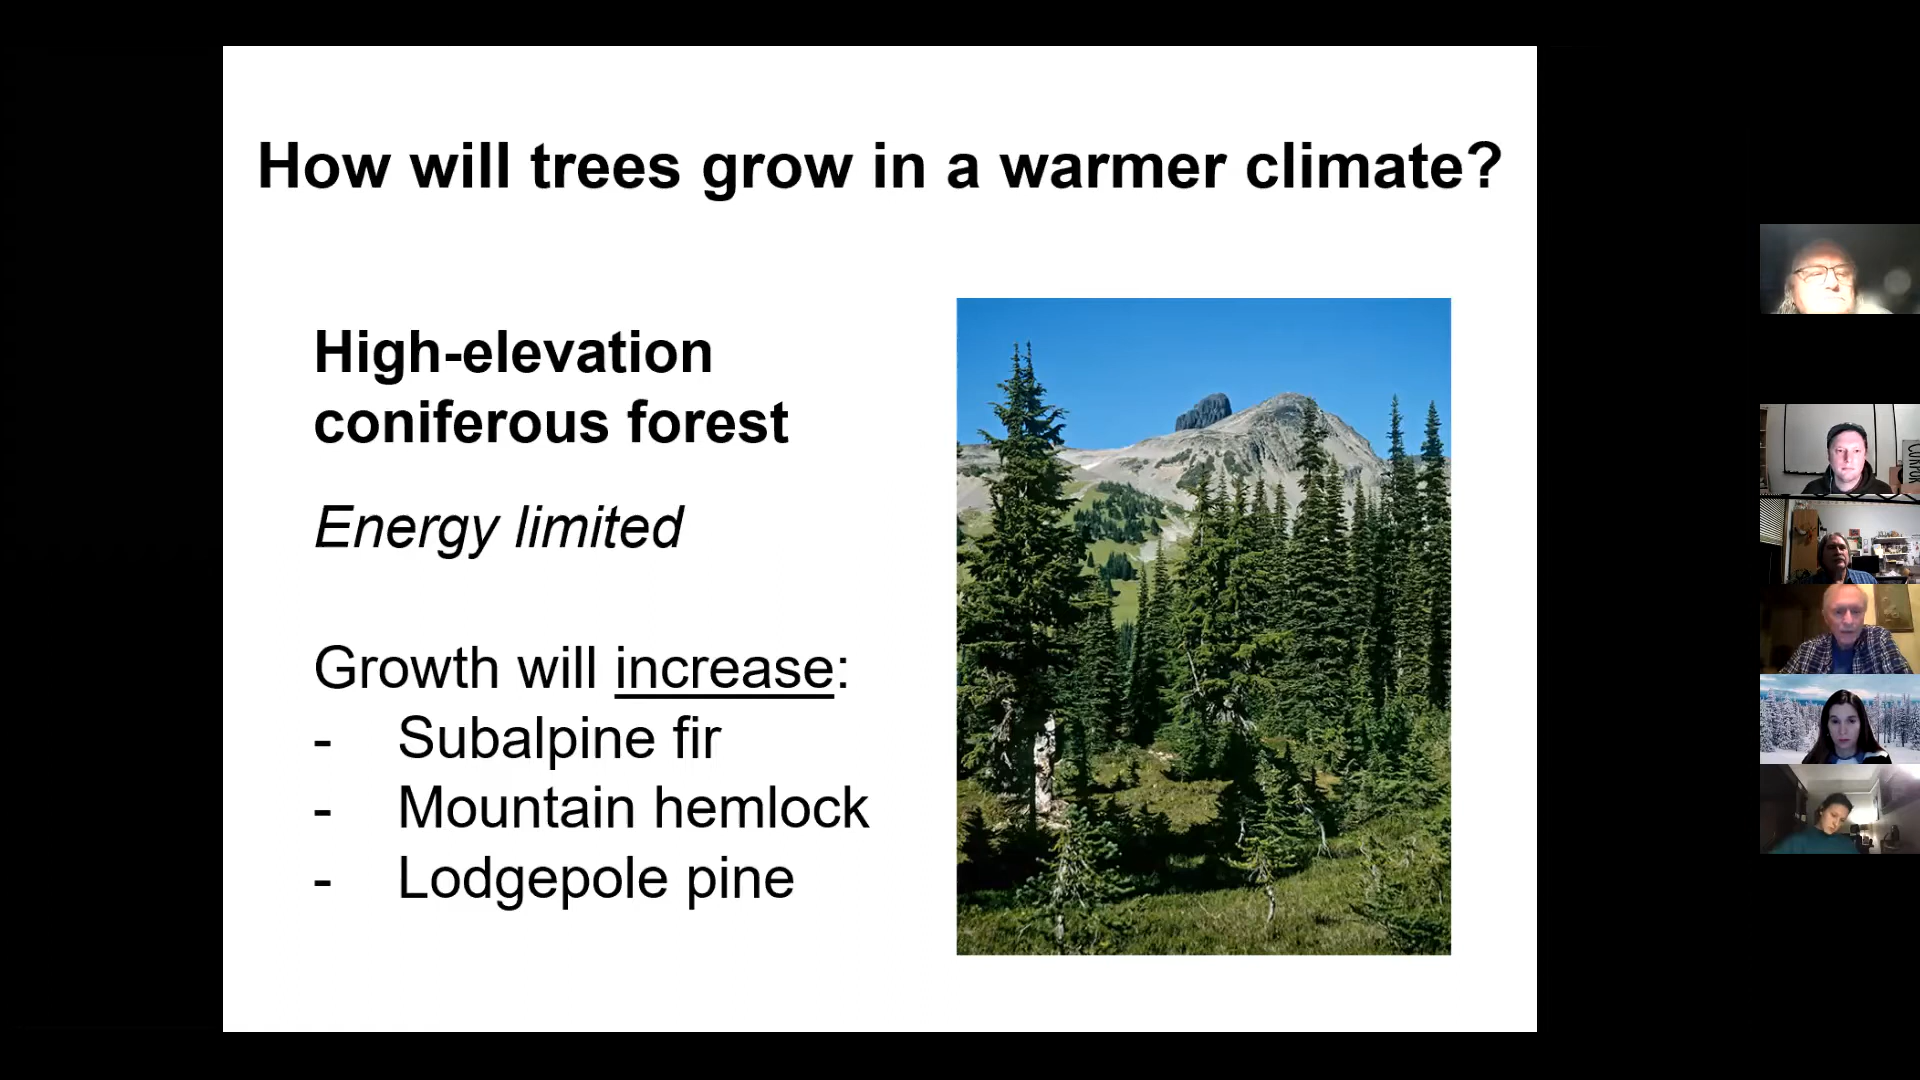 How will trees grow in a warmer climate?
High-elevation
coniferous forest
Energy limited
Growth will increase:
- Subalpine fir
- Mountain hemlock
- Lodgepole pine